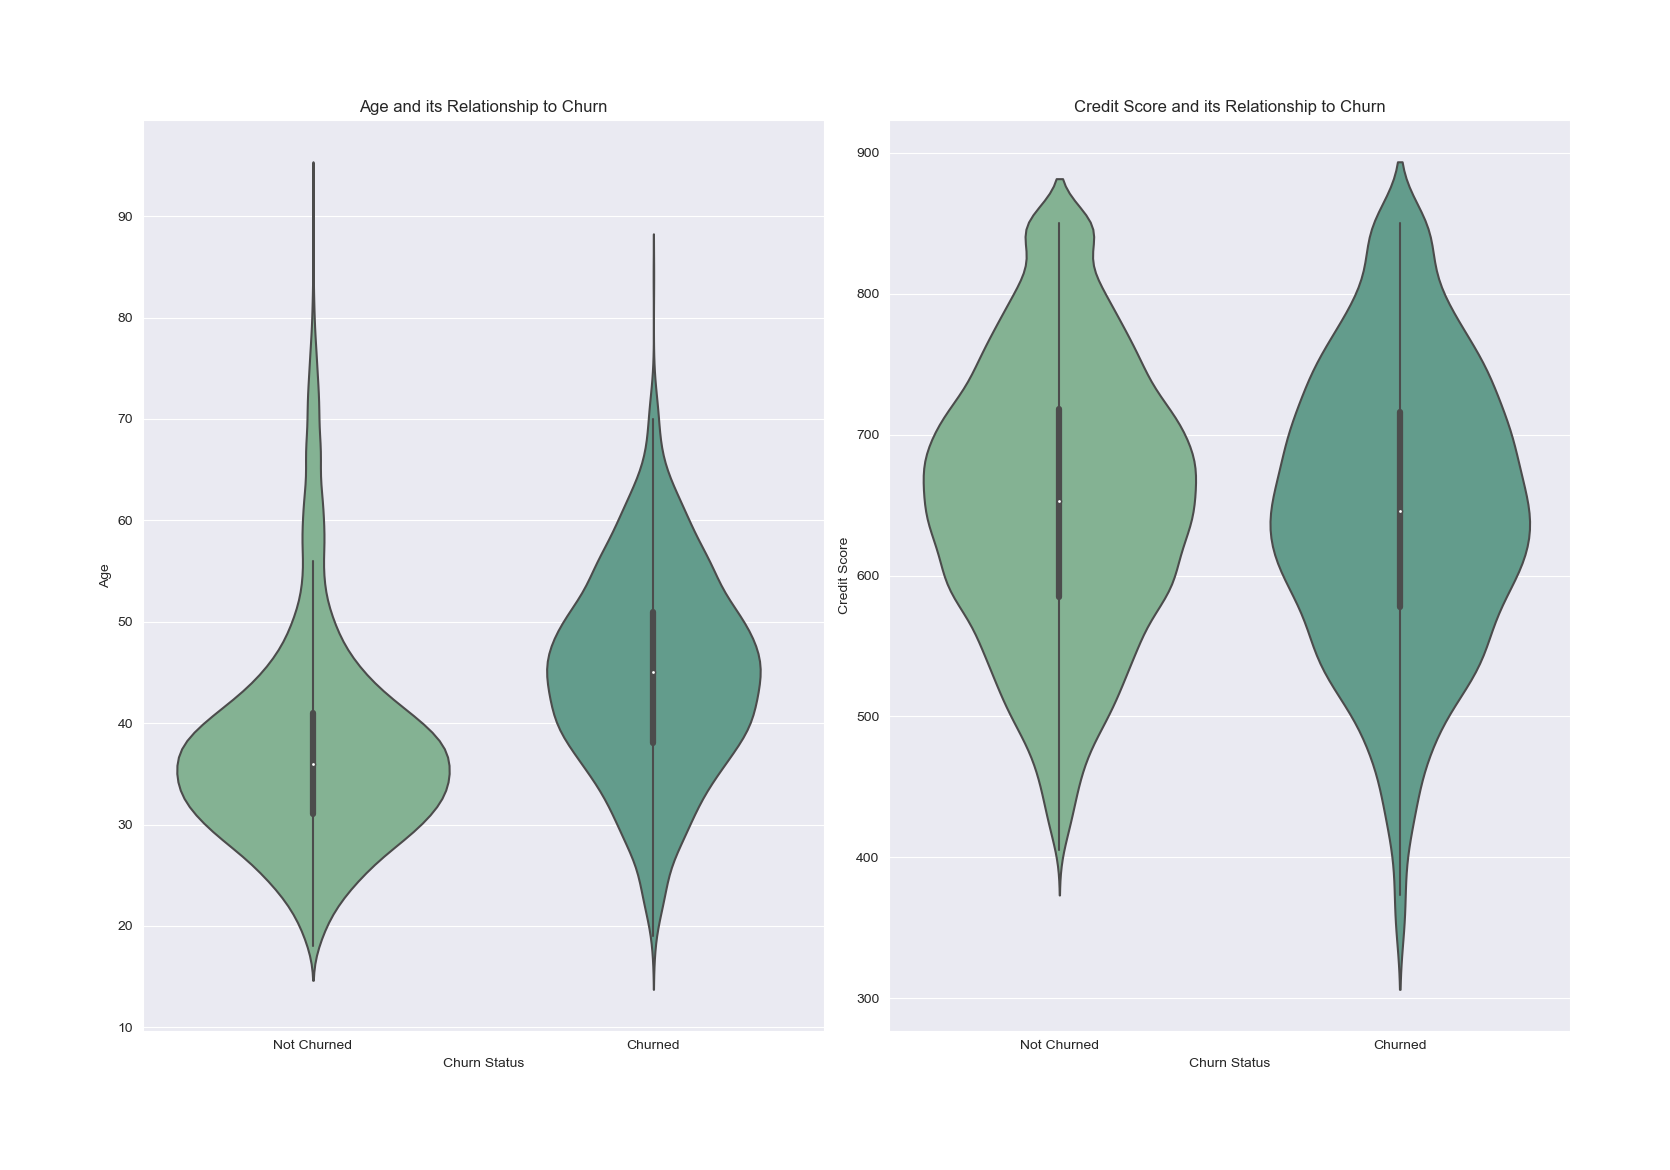 Age and its Relationship to Churn
90
80
70
60
50
40
30
20
10
Age
Not Churned
Churned
Churn Status
Credit Score and its Relationship to Churn
900
800
700
600
500
400
300
Credit Score
Not Churned
Churned
Churn Status